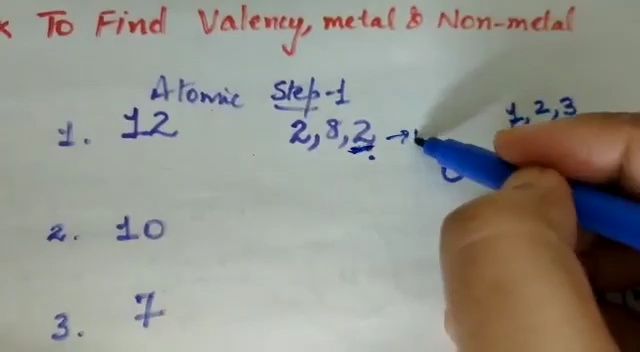 To Find Valency, metal & Non-metal
Atomic Step-1
1. 12 2,8,2 → 1,2,3
2. 10
3. 7